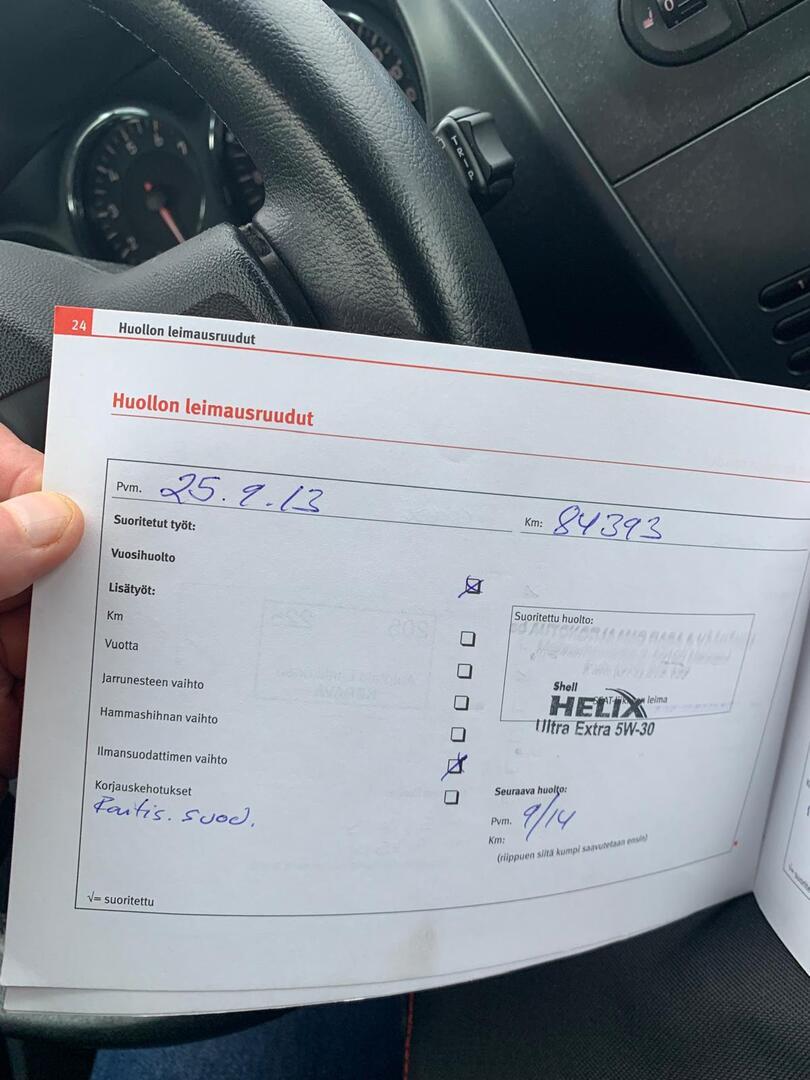 24 Huollon leimausruudut
Huollon leimausruudut
Pvm. 25.9.13
Km: 84393
Suoritetut työt:
Vuosihuolto
Lisätyöt:
Km
Vuotta
Jarrunesteen vaihto
Hammashihnan vaihto
Ilmansuodattimen vaihto
Korjauskehotukset
Raitis. suod.
√= suoritettu
Suoritettu huolto:
leima
Shell
HELIX
Ultra Extra 5W-30
Seuraava huolto:
Pvm. 9/14
Km:
(riippuen siitä kumpi saavutetaan ensin)
TRIP